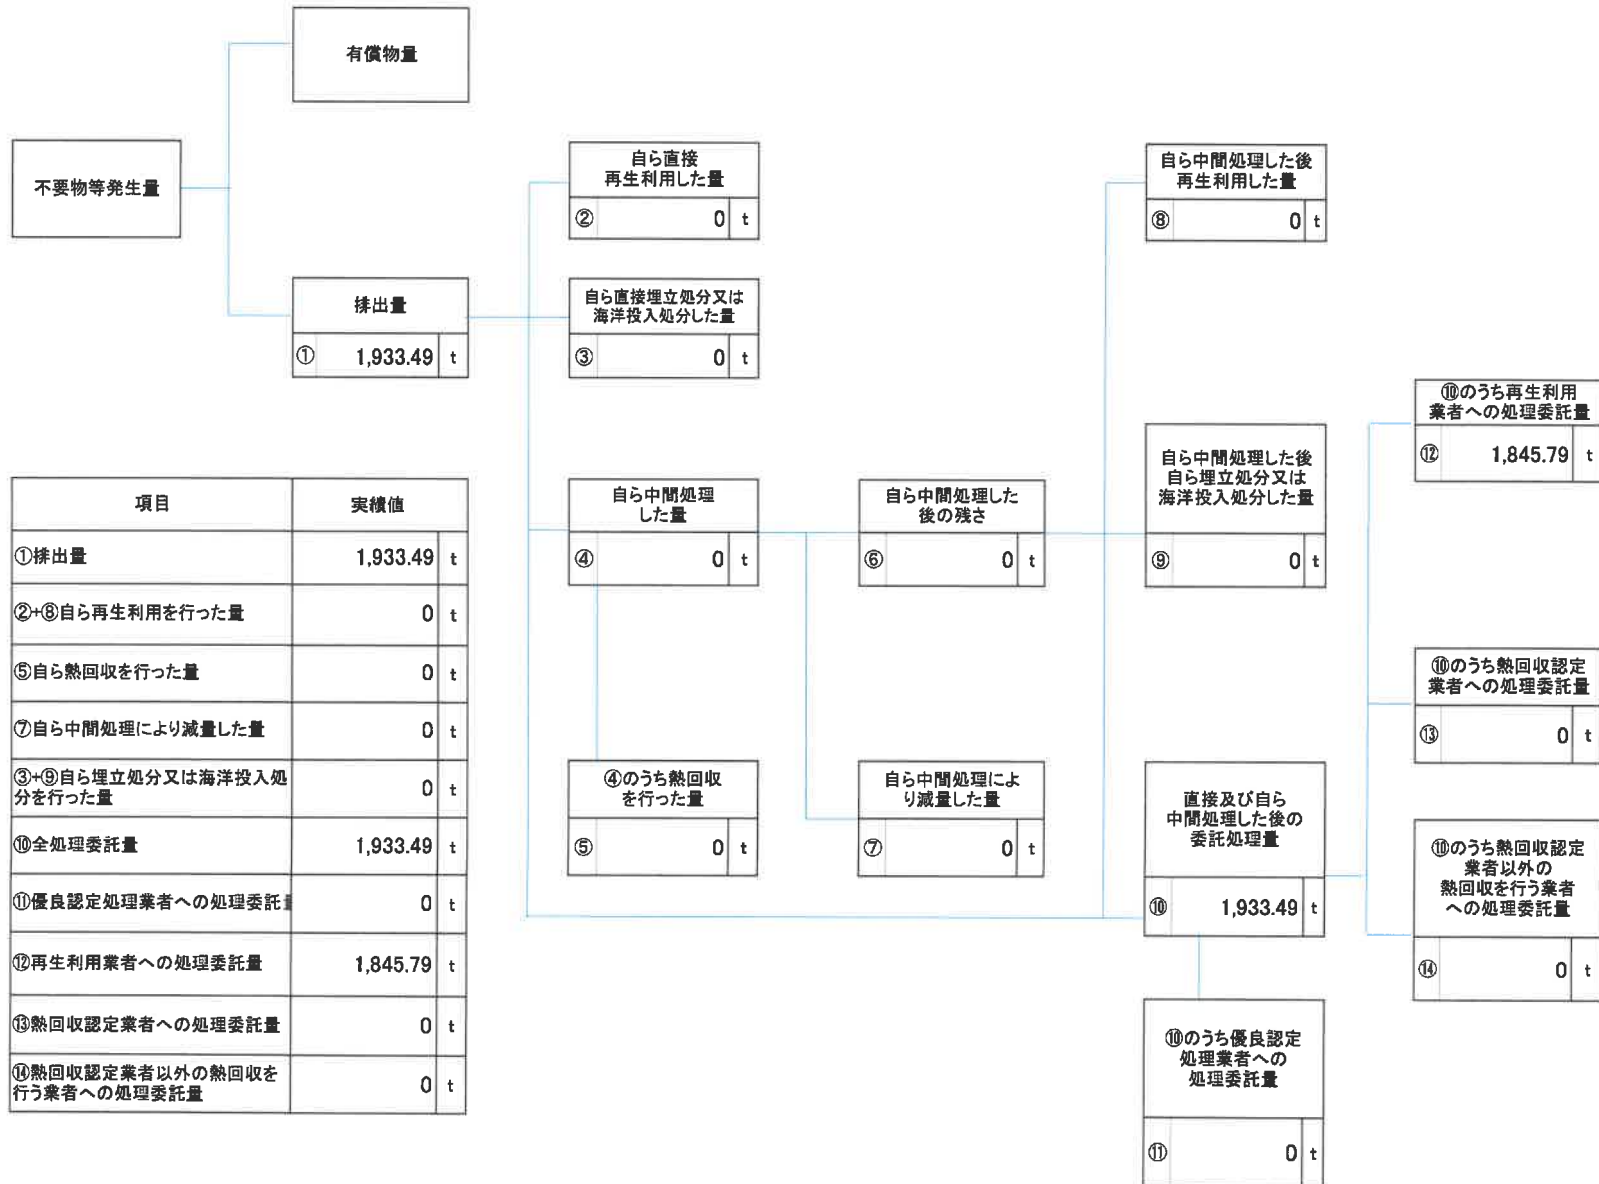 有償物量
不要物等発生量
排出量
① 1,933.49 t
自ら直接
再生利用した量
② 0 t
自ら直接埋立処分又は
海洋投入処分した量
③ 0 t
自ら中間処理
した量
④ 0 t
④のうち熱回収
を行った量
⑤ 0 t
自ら中間処理した
後の残さ
⑥ 0 t
自ら中間処理によ
り減量した量
⑦ 0 t
自ら中間処理した後
再生利用した量
⑧ 0 t
自ら中間処理した後
自ら埋立処分又は
海洋投入処分した量
⑨ 0 t
直接及び自ら
中間処理した後の
委託処理量
⑩ 1,933.49 t
⑩のうち優良認定
処理業者への
処理委託量
⑪ 0 t
⑩のうち再生利用
業者への処理委託量
⑫ 1,845.79 t
⑩のうち熱回収認定
業者への処理委託量
⑬ 0 t
⑩のうち熱回収認定
業者以外の
熱回収を行う業者
への処理委託量
⑭ 0 t
項目 実績値
①排出量 1,933.49 t
②+⑧自ら再生利用を行った量 0 t
⑤自ら熱回収を行った量 0 t
⑦自ら中間処理により減量した量 0 t
③+⑨自ら埋立処分又は海洋投入処
分を行った量 0 t
⑩全処理委託量 1,933.49 t
⑪優良認定処理業者への処理委託 0 t
⑫再生利用業者への処理委託量 1,845.79 t
⑬熱回収認定業者への処理委託量 0 t
⑭熱回収認定業者以外の熱回収を
行う業者への処理委託量 0 t